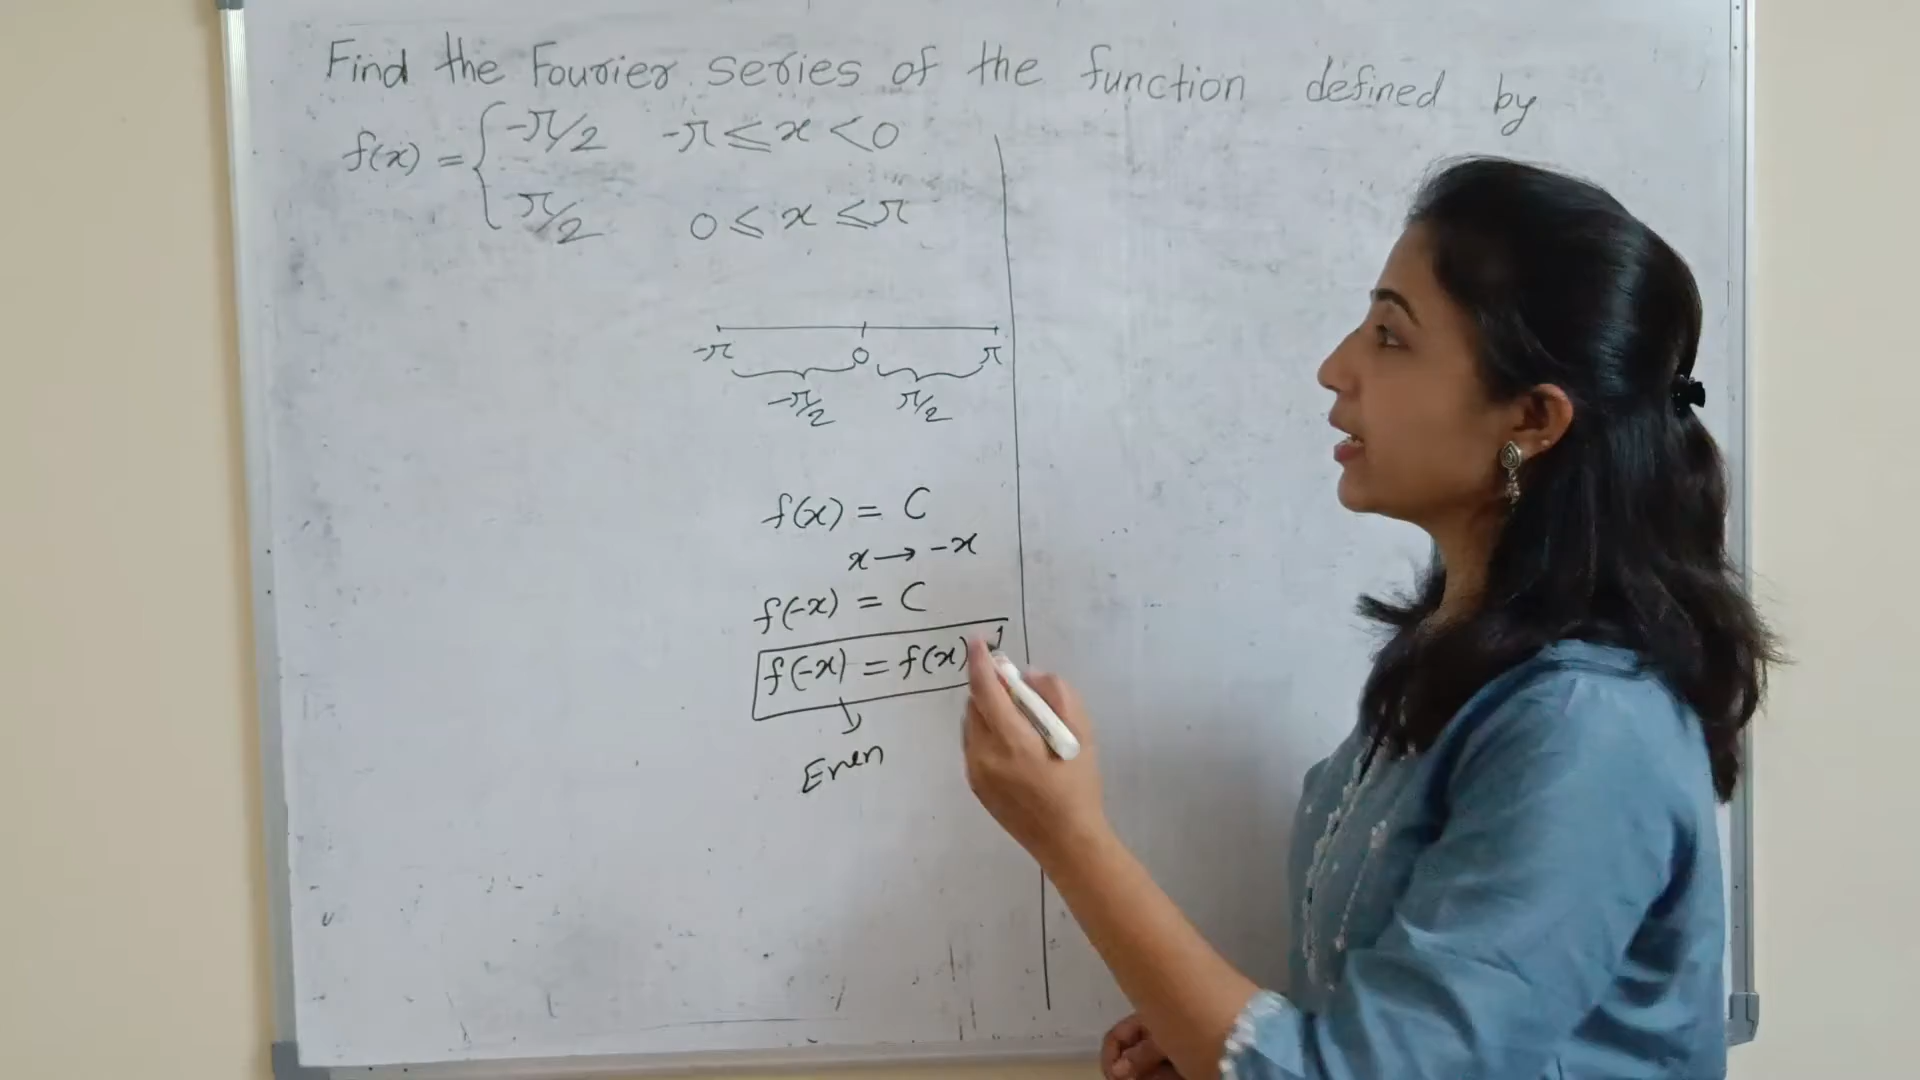 Find the Fourier series of the function defined by
f(x) = { -π/2 -π ≤ x < 0
π/2 0 ≤ x ≤ π
-π 0 π
-π/2 π/2
f(x) = C
x → -x
f(-x) = C
f(-x) = f(x)
Even